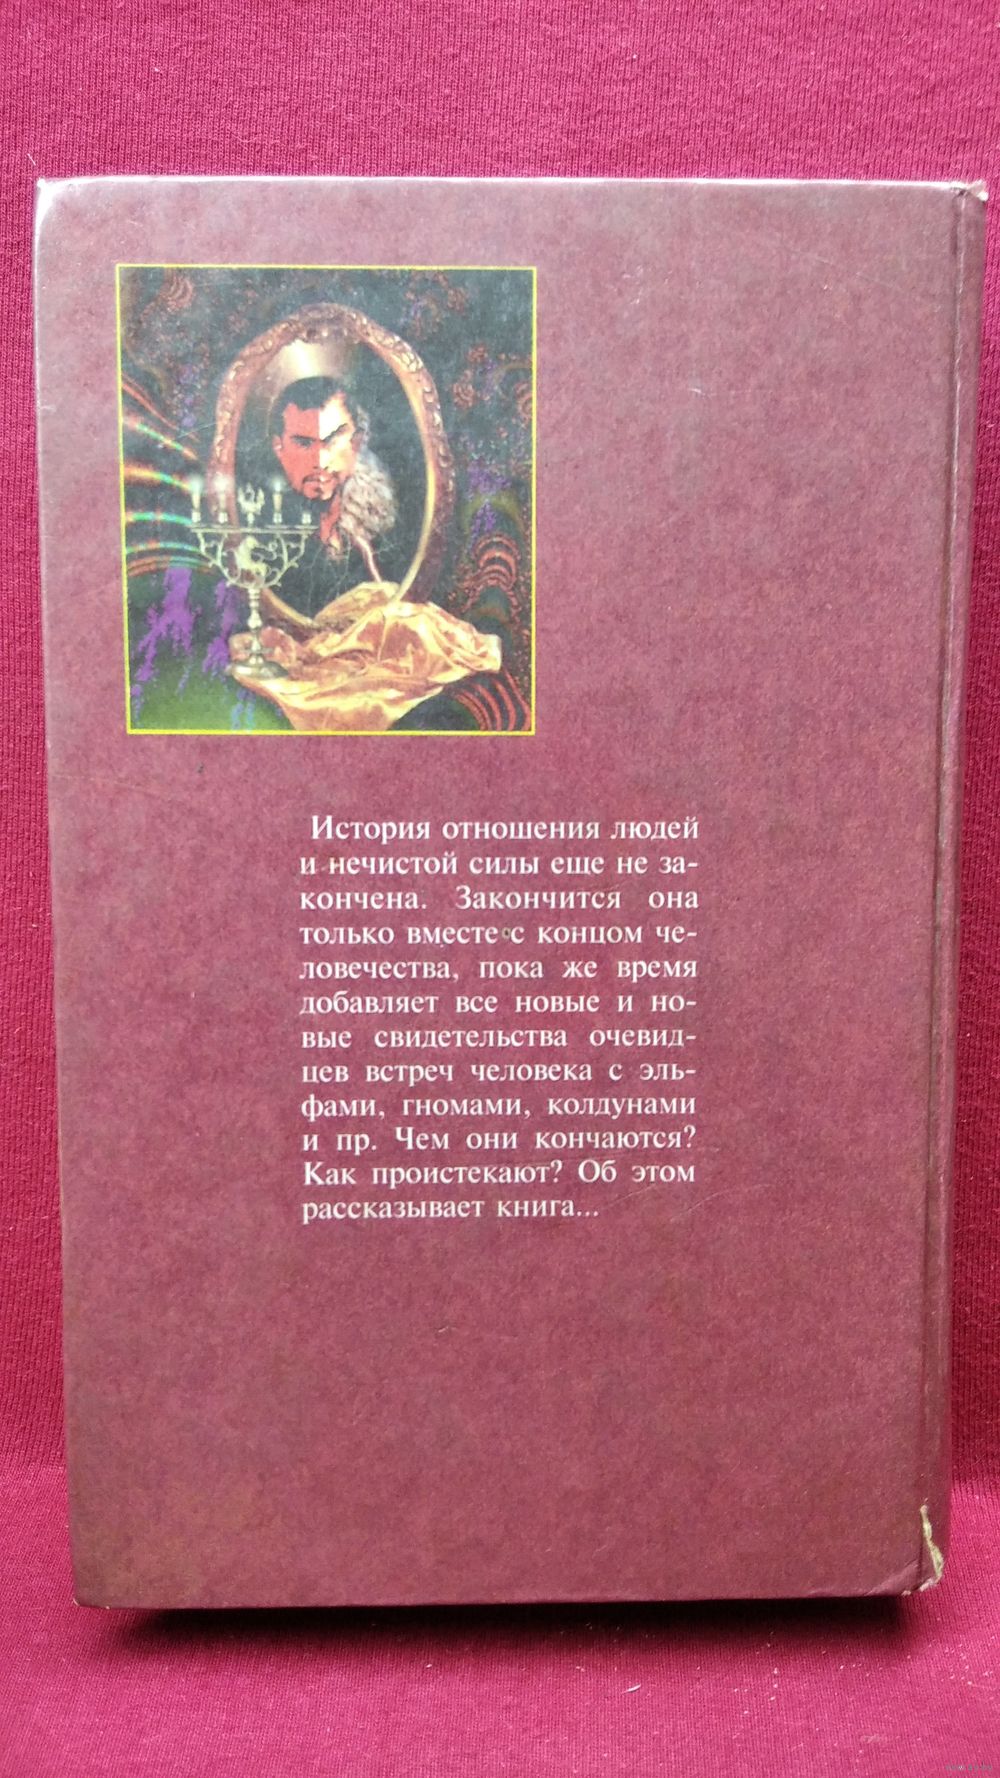 История отношения людей
и нечистой силы еще не за-
кончена. Закончится она
только вместе с концом че-
ловечества, пока же время
добавляет все новые и но-
вые свидетельства очевид-
цев встреч человека с эль-
фами, гномами, колдунами
и пр. Чем они кончаются?
Как проистекают? Об этом
рассказывает книга...